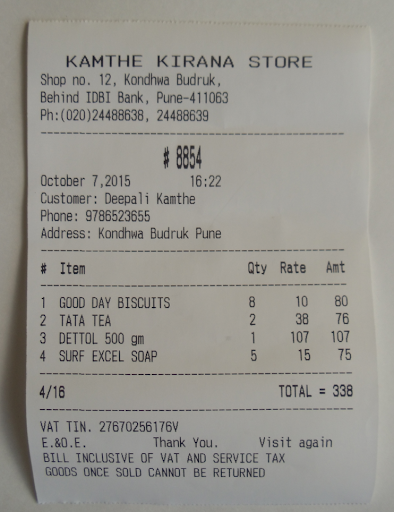 KAMTHE KIRANA STORE
Shop no. 12, Kondhwa Budruk,
Behind IDBI Bank, Pune-411063
Ph:(020)24488638, 24488639
# 8854
October 7,2015 16:22
Customer: Deepali Kamthe
Phone: 9786523655
Address: Kondhwa Budruk Pune
# Item Qty Rate Amt
1 GOOD DAY BISCUITS 8 10 80
2 TATA TEA 2 38 76
3 DETTOL 500 gm 1 107 107
4 SURF EXCEL SOAP 5 15 75
4/16 TOTAL = 338
VAT TIN. 27670256176V
E.&O.E. Thank You. Visit again
BILL INCLUSIVE OF VAT AND SERVICE TAX
GOODS ONCE SOLD CANNOT BE RETURNED